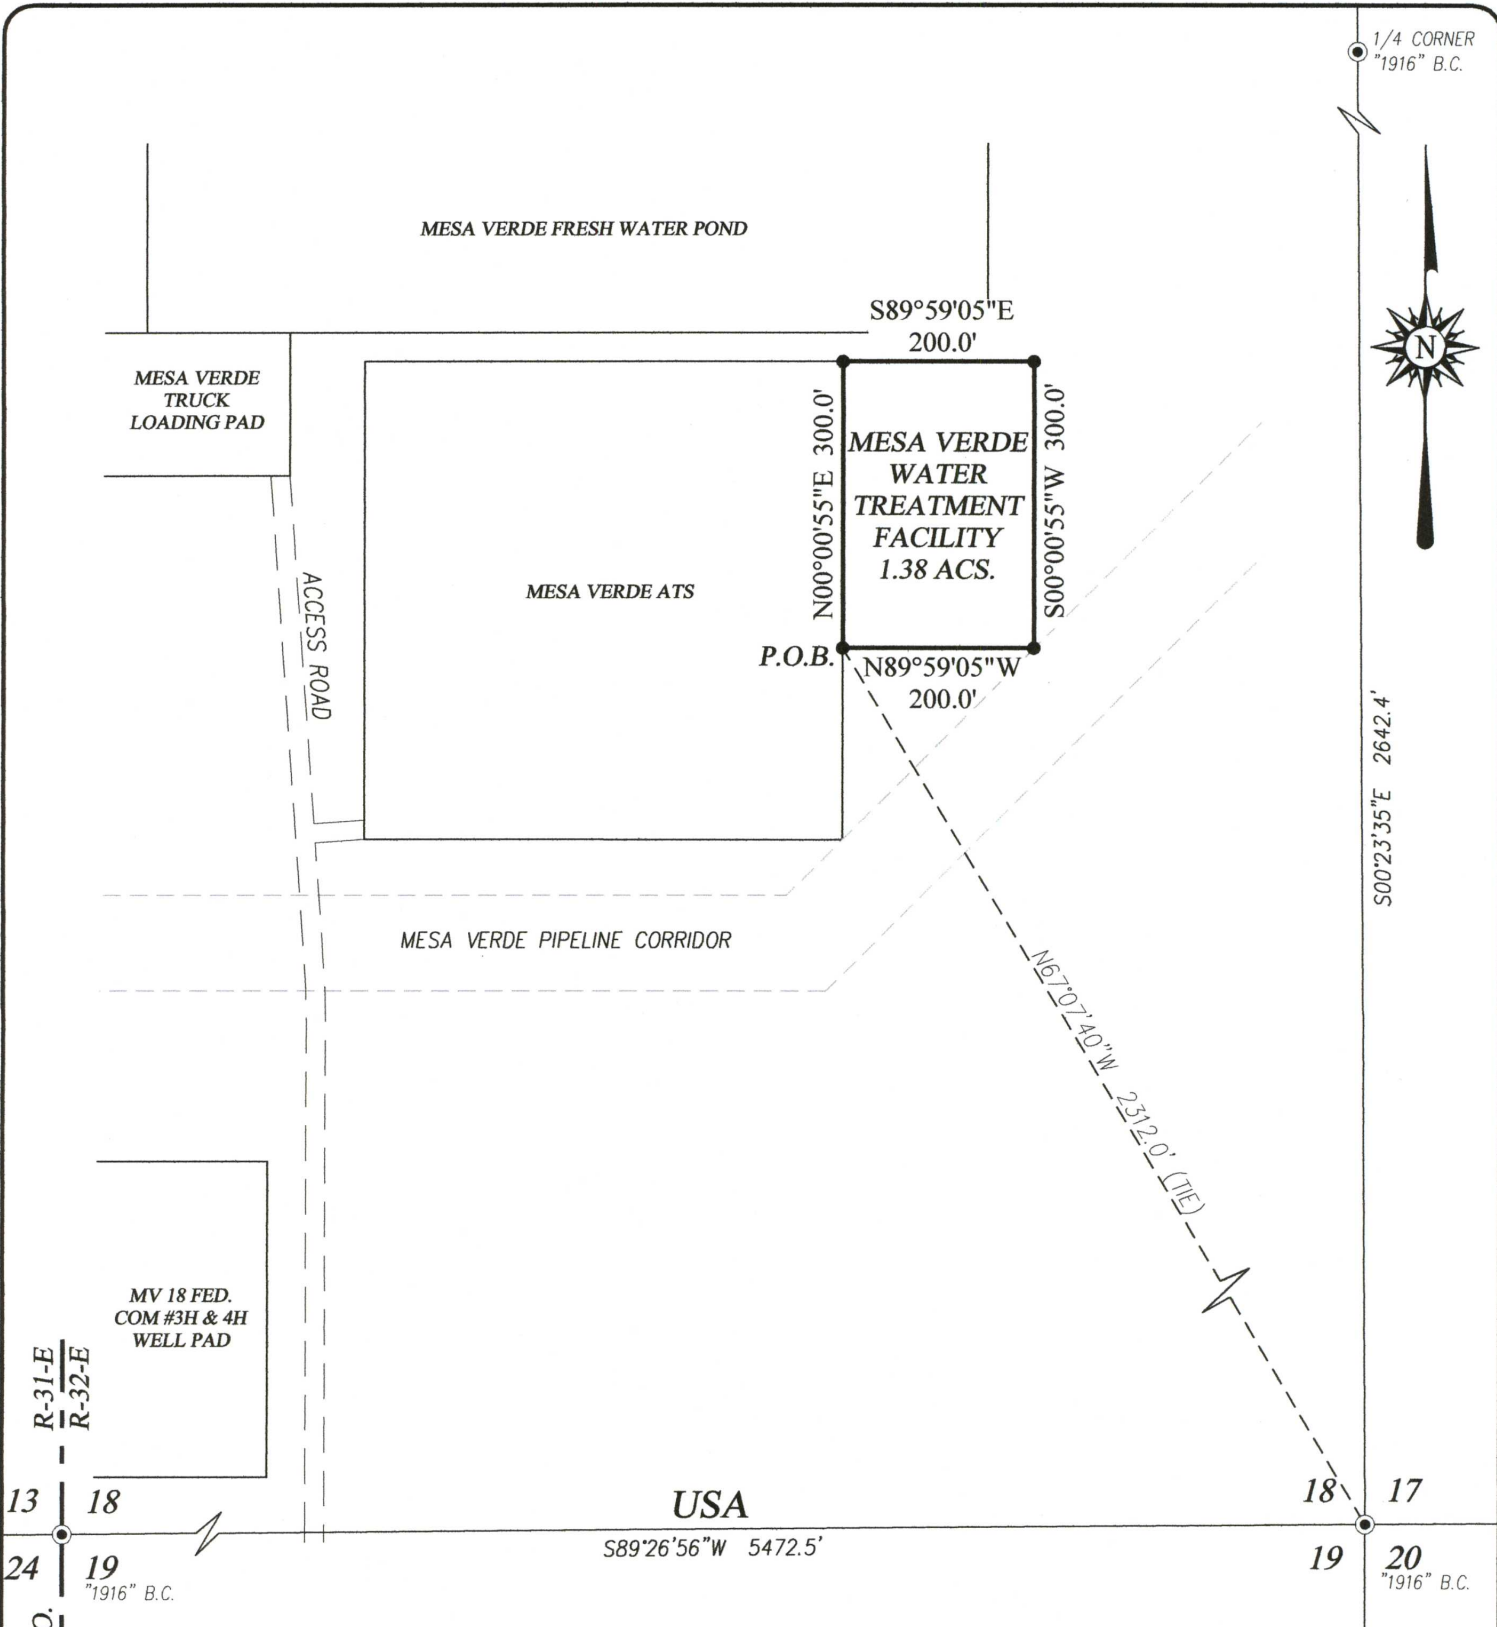 1/4 CORNER
"1916" B.C.
MESA VERDE FRESH WATER POND
S89°59'05"E
200.0'
MESA VERDE
TRUCK
LOADING PAD
N
N00°00'55"E 300.0'
MESA VERDE
WATER
TREATMENT
FACILITY
1.38 ACS.
S00°00'55"W 300.0'
MESA VERDE ATS
ACCESS ROAD
P.O.B.
N89°59'05"W
200.0'
S00°23'35"E 2642.4'
MESA VERDE PIPELINE CORRIDOR
N67°07'40"W 2312.0' (TIE)
MV 18 FED.
COM #3H & 4H
WELL PAD
R-31-E
R-32-E
13 18
USA
18 17
S89°26'56"W 5472.5'
24 19
"1916" B.C.
19 20
"1916" B.C.